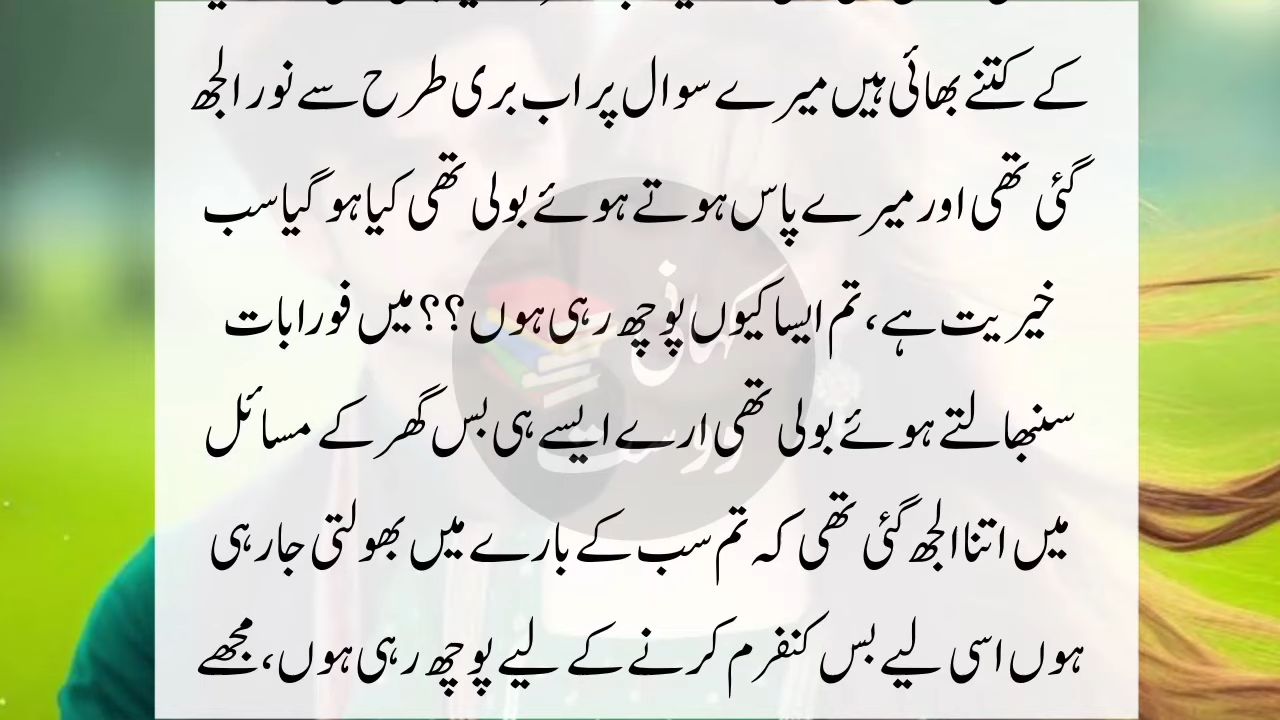 کے کتنے بھائی ہیں میرے سوال پر اب بری طرح سے نور الجھ
گئی تھی اور میرے پاس ہوتے ہوئے بولی تھی کیا ہو گیا سب
خیریت ہے، تم ایسا کیوں پوچھ رہی ہوں ؟؟ میں فورا بات
سنبھالتے ہوئے بولی تھی ارے ایسے ہی بس گھر کے مسائل
میں اتنا الجھ گئی تھی کہ تم سب کے بارے میں بھولتی جارہی
ہوں اسی لیے بس کنفرم کرنے کے لیے پوچھ رہی ہوں، مجھے
کہانی